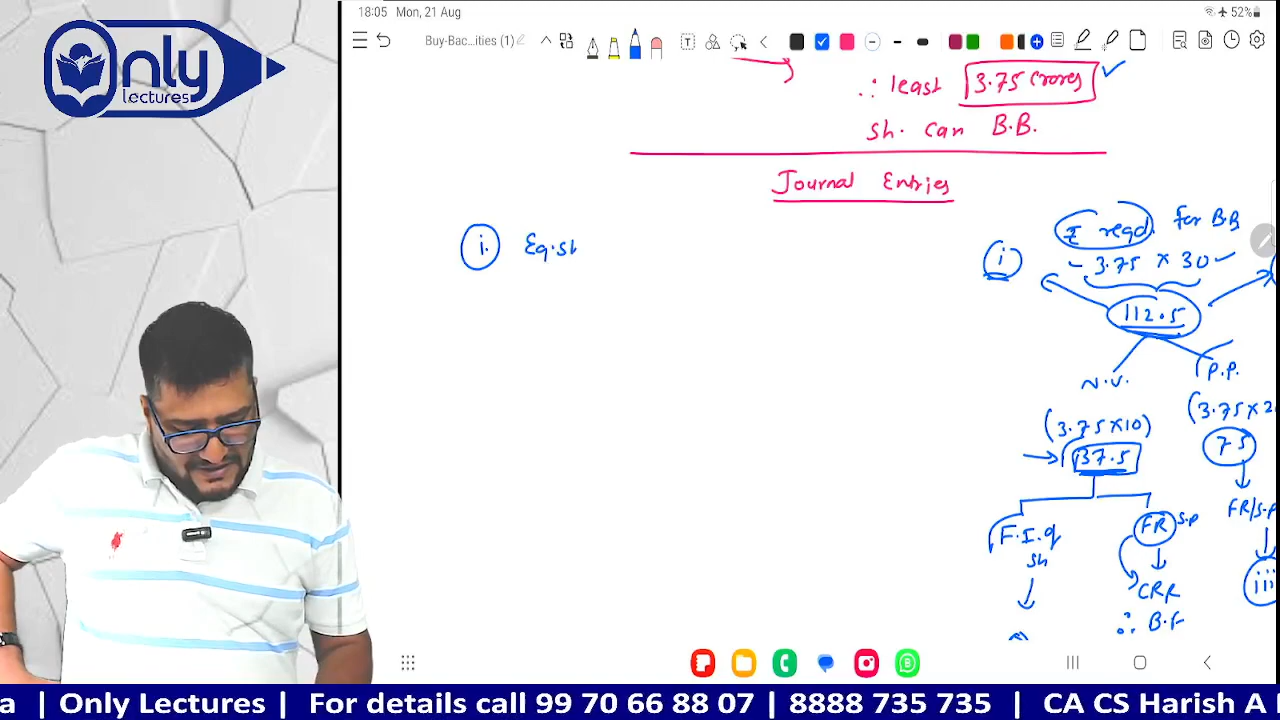 Only
lectures
18:05 Mon, 21 Aug
52%
Buy-Bac...ities (1)
T
∴ least 3.75 crores
sh. can B.B.
Journal Entries
i. Eq. sh
i
Σ reqd. for B.B
3.75 × 30
112.5
N.V.
P.P.
(3.75×10)
(3.75×2
37.5
75
F.I. of
sh
FR S.P
FR/S.P
CRR
iii
∴ B.F
a | Only Lectures | For details call 99 70 66 88 07 | 8888 735 735 | CA CS Harish A